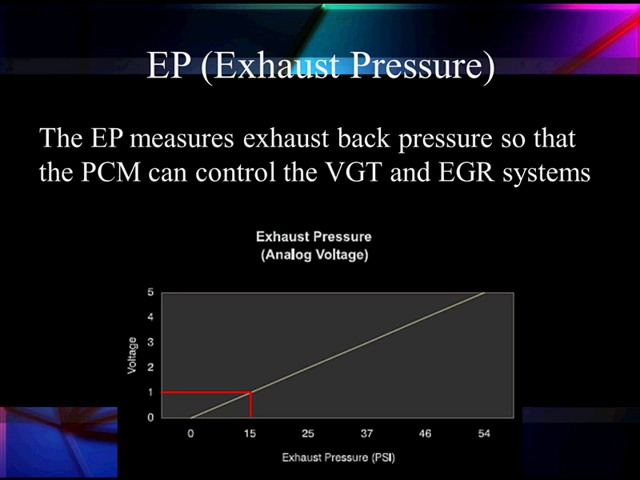 EP (Exhaust Pressure)
The EP measures exhaust back pressure so that
the PCM can control the VGT and EGR systems
Exhaust Pressure
(Analog Voltage)
5
4
3
2
1
0
Voltage
0 15 25 37 46 54
Exhaust Pressure (PSI)